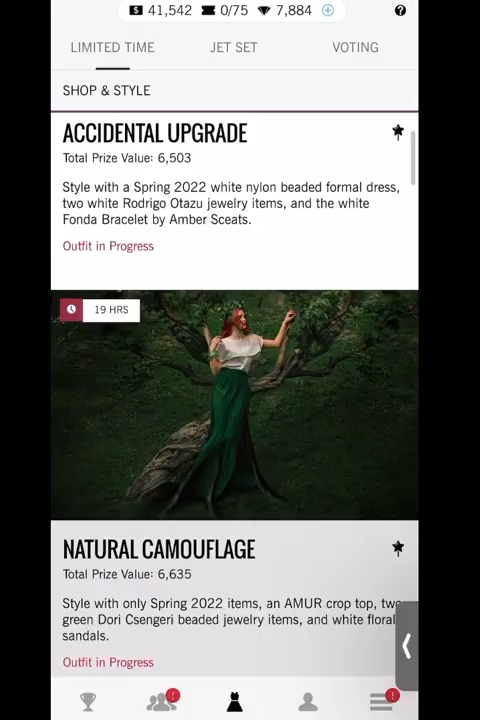 $ 41,542 0/75 7,884
?
LIMITED TIME JET SET VOTING
SHOP & STYLE
ACCIDENTAL UPGRADE
Total Prize Value: 6,503
Style with a Spring 2022 white nylon beaded formal dress,
two white Rodrigo Otazu jewelry items, and the white
Fonda Bracelet by Amber Sceats.
Outfit in Progress
19 HRS
NATURAL CAMOUFLAGE
Total Prize Value: 6,635
Style with only Spring 2022 items, an AMUR crop top, two
green Dori Csengeri beaded jewelry items, and white floral
sandals.
Outfit in Progress
! !